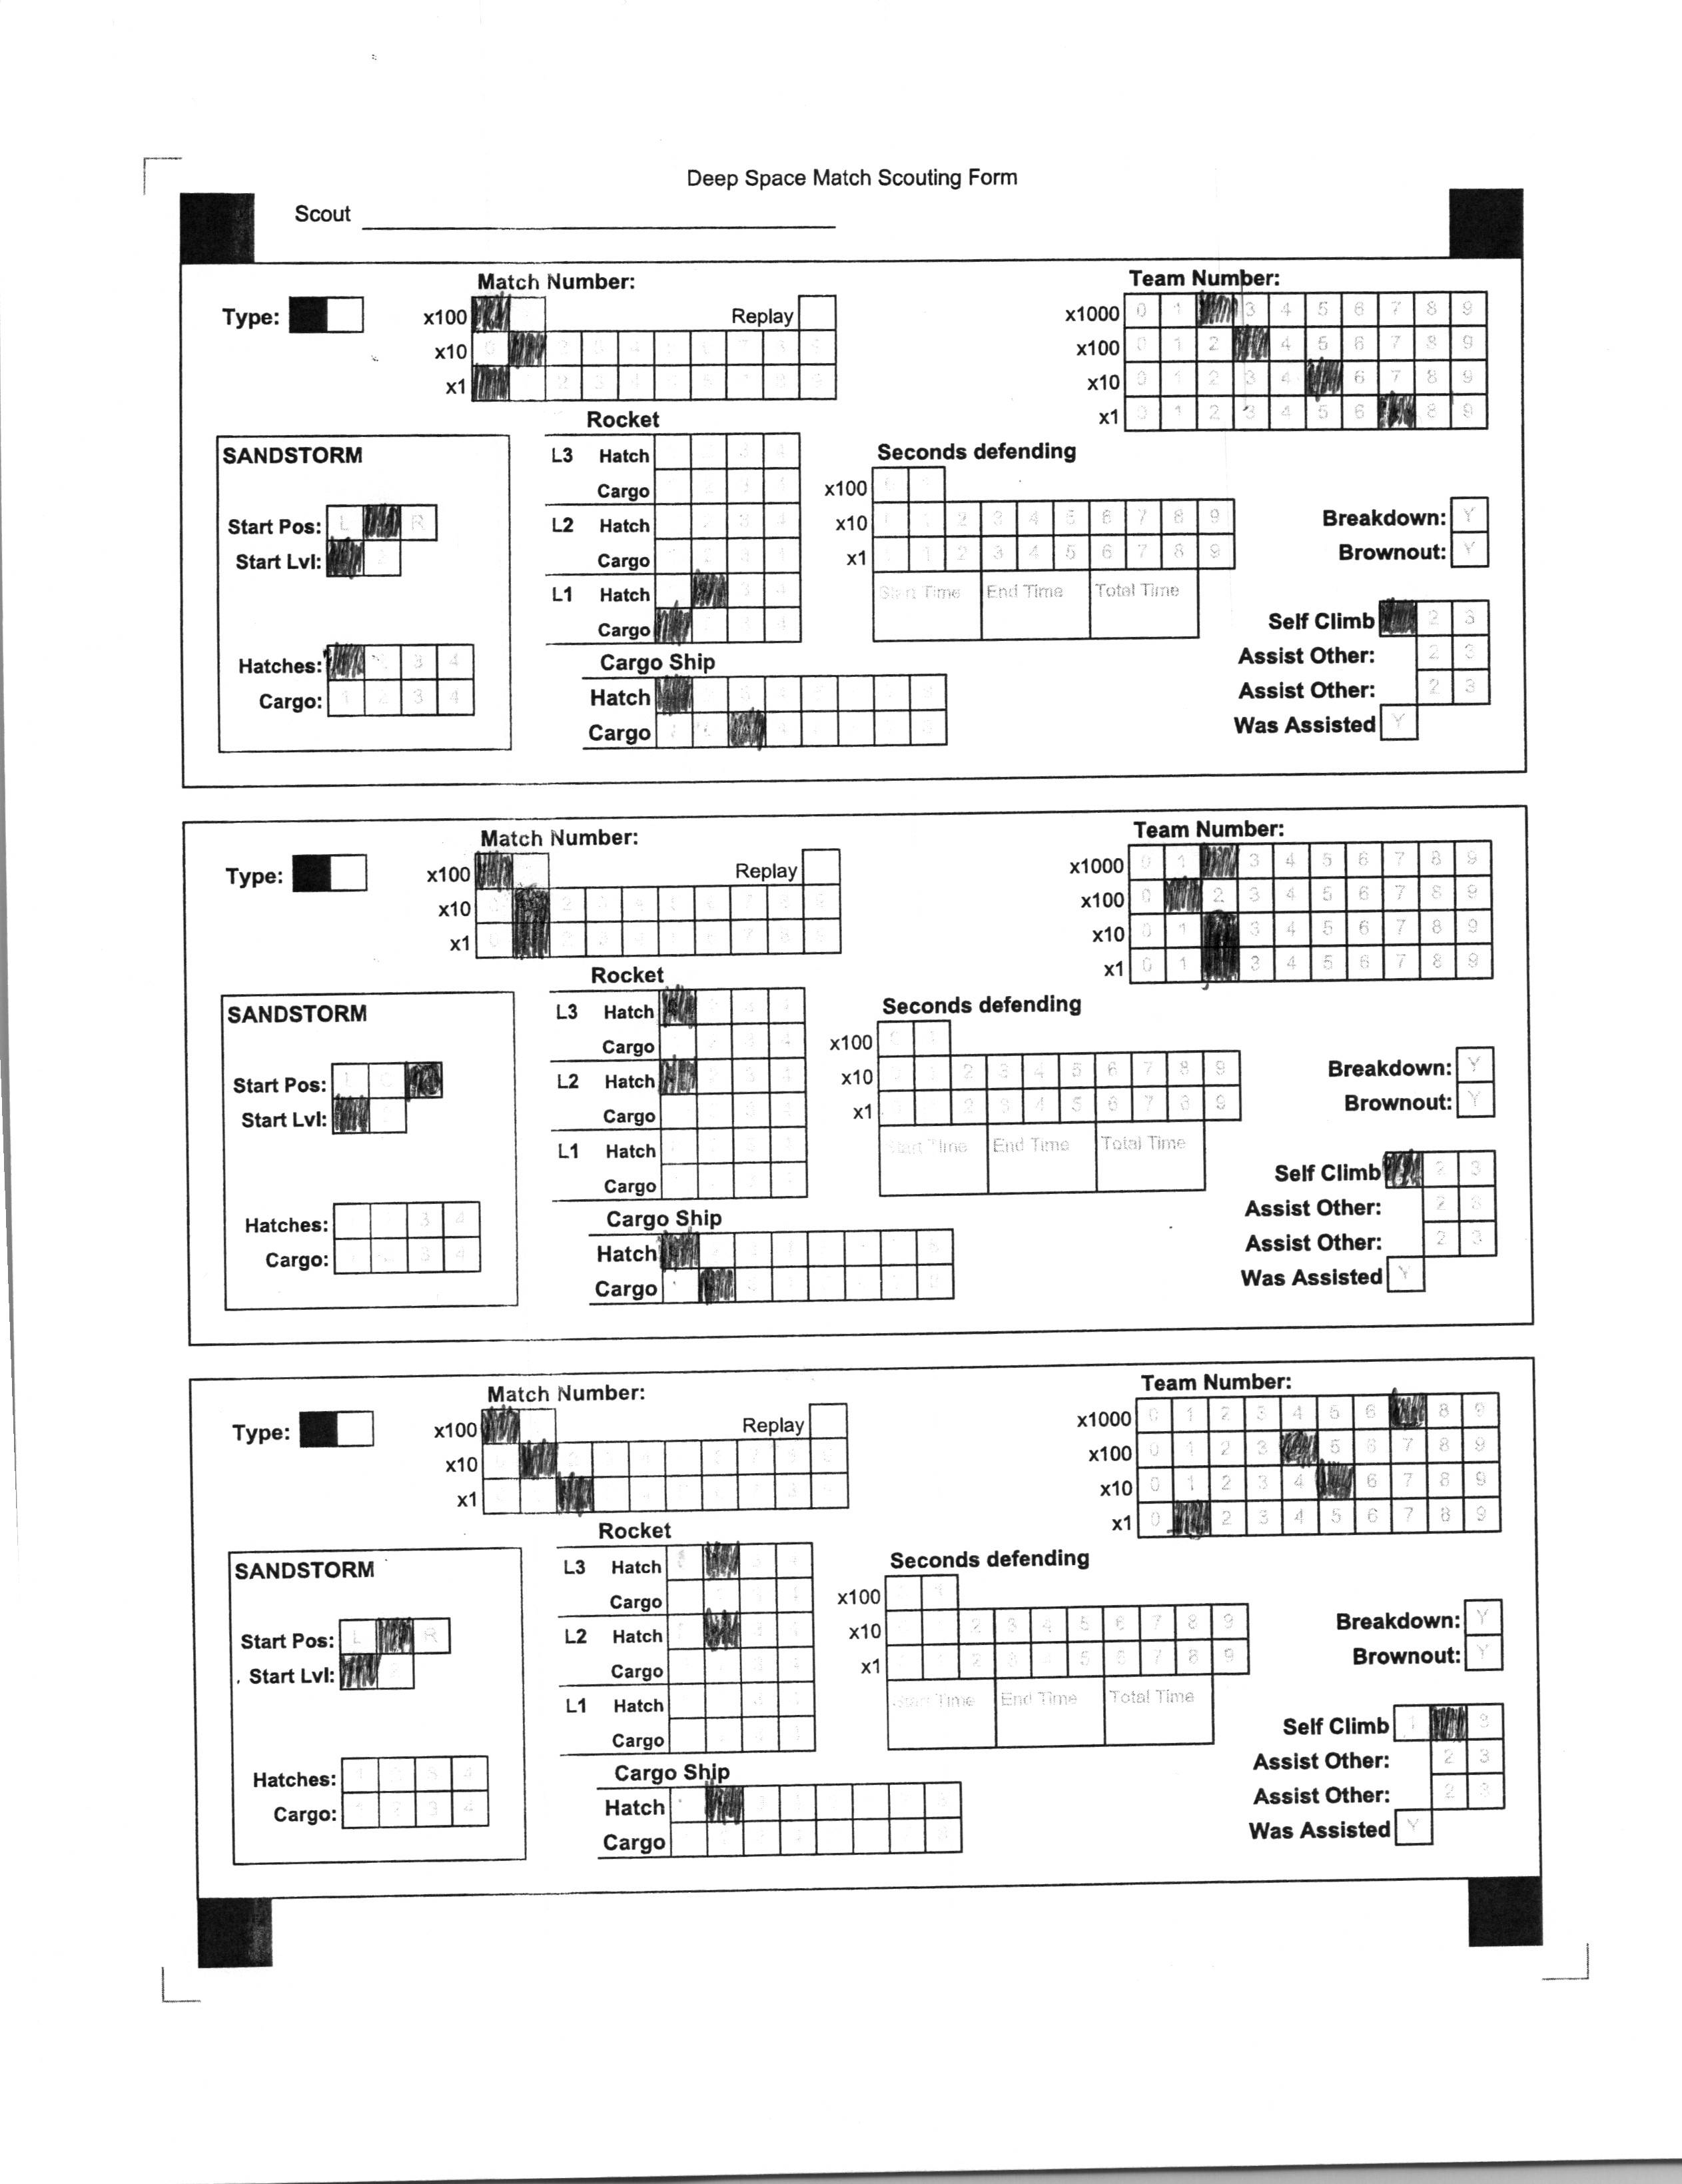 Deep Space Match Scouting Form
Scout
Match Number: Team Number:
Type: x100 Replay x1000 0 1 3 4 5 6 7 8 9
x10 x100 0 1 2 4 5 6 7 8 9
x1 2 3 x10 0 1 2 3 4 6 7 8 9
x1 0 1 2 3 4 5 6 8 9
Rocket
SANDSTORM L3 Hatch Seconds defending
Cargo x100
Start Pos: L R L2 Hatch x10 2 3 4 5 6 7 8 9 Breakdown: Y
Start Lvl: Cargo x1 1 2 3 4 5 6 7 8 9 Brownout: Y
L1 Hatch 3 4 Start Time End Time Total Time
Cargo Self Climb 2 3
Hatches: 3 4 Cargo Ship Assist Other: 2 3
Cargo: 1 2 3 4 Hatch Assist Other: 2 3
Cargo Was Assisted Y
Match Number: Team Number:
Type: x100 Replay x1000 0 1 3 4 5 6 7 8 9
x10 2 3 4 x100 0 2 3 4 5 6 7 8 9
x1 2 3 4 x10 0 1 3 4 5 6 7 8 9
x1 0 1 3 4 5 6 7 8 9
Rocket
SANDSTORM L3 Hatch Seconds defending
Cargo x100
Start Pos: L2 Hatch x10 2 3 4 5 6 7 8 9 Breakdown: Y
Start Lvl: Cargo x1 2 3 4 5 6 7 8 9 Brownout: Y
L1 Hatch Start Time End Time Total Time
Cargo Self Climb 2 3
Hatches: 3 4 Cargo Ship Assist Other: 2 3
Cargo: 3 4 Hatch Assist Other: 2 3
Cargo Was Assisted Y
Match Number: Team Number:
Type: x100 Replay x1000 0 1 2 3 4 5 6 8 9
x10 x100 0 1 2 3 5 6 7 8 9
x1 x10 0 1 2 3 4 6 7 8 9
x1 0 2 3 4 5 6 7 8 9
Rocket
SANDSTORM L3 Hatch Seconds defending
Cargo x100
Start Pos: L R L2 Hatch x10 2 3 4 5 6 7 8 9 Breakdown: Y
Start Lvl: Cargo x1 2 3 4 5 6 7 8 9 Brownout: Y
L1 Hatch Start Time End Time Total Time
Cargo Self Climb 1 3
Hatches: Cargo Ship Assist Other: 2 3
Cargo: 1 2 3 4 Hatch Assist Other: 2 3
Cargo Was Assisted Y